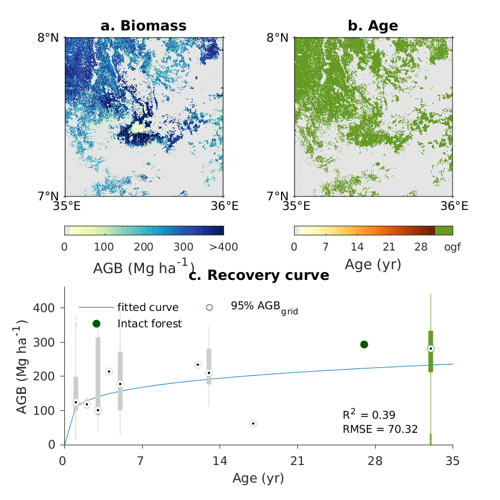 a. Biomass
b. Age
8°N
7°N
35°E
36°E
8°N
7°N
35°E
36°E
0
100
200
300
>400
AGB (Mg ha⁻¹)
0
7
14
21
28
ogf
Age (yr)
c. Recovery curve
fitted curve
95% AGBgrid
Intact forest
400
300
200
100
0
AGB (Mg ha⁻¹)
R² = 0.39
RMSE = 70.32
0
7
14
21
28
35
Age (yr)